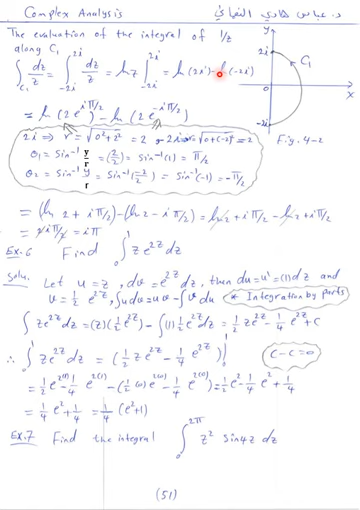 Complex Analysis د. عباس هادي النعماني
The evaluation of the integral of 1/z
along C₁
∫_{C₁} dz/z = ∫_{-2i}^{2i} dz/z = ln z |_{-2i}^{2i} = ln(2i) - ln(-2i)
= ln(2e^{iπ/2}) - ln(2e^{-iπ/2})
2i ⇒ r = √(0²+2²) = 2 & -2i ⇒ r = √(0+(-2)²) = 2
θ₁ = Sin⁻¹ y/r = (2/2) = Sin⁻¹(1) = π/2
θ₂ = Sin⁻¹ y/r = Sin⁻¹(-2/2) = Sin⁻¹(-1) = -π/2
y
2i
C₁
x
-2i
Fig. 4-2
= (ln 2 + iπ/2) - (ln 2 - iπ/2) = ln 2 + iπ/2 - ln 2 + iπ/2
= 2iπ/2 = iπ
Ex.6 Find ∫₀¹ z e^{2z} dz
Solu. Let u = z, dv = e^{2z} dz, then du = u' = (1)dz and
v = 1/2 e^{2z}, ∫u dv = uv - ∫v du * Integration by parts
∫ z e^{2z} dz = (z)(1/2 e^{2z}) - ∫(1) 1/2 e^{2z} dz = 1/2 z e^{2z} - 1/4 e^{2z} + c
∴ ∫₀¹ z e^{2z} dz = (1/2 z e^{2z} - 1/4 e^{2z}) |₀¹ C-C=0
= 1/2 e^{2(1)} - 1/4 e^{2(1)} - (1/2 (0) e^{2(0)} - 1/4 e^{2(0)}) = 1/2 e² - 1/4 e² + 1/4
= 1/4 e² + 1/4 = 1/4 (e²+1)
Ex.7 Find the integral ∫₀^{2π} z² sin4z dz
(51)